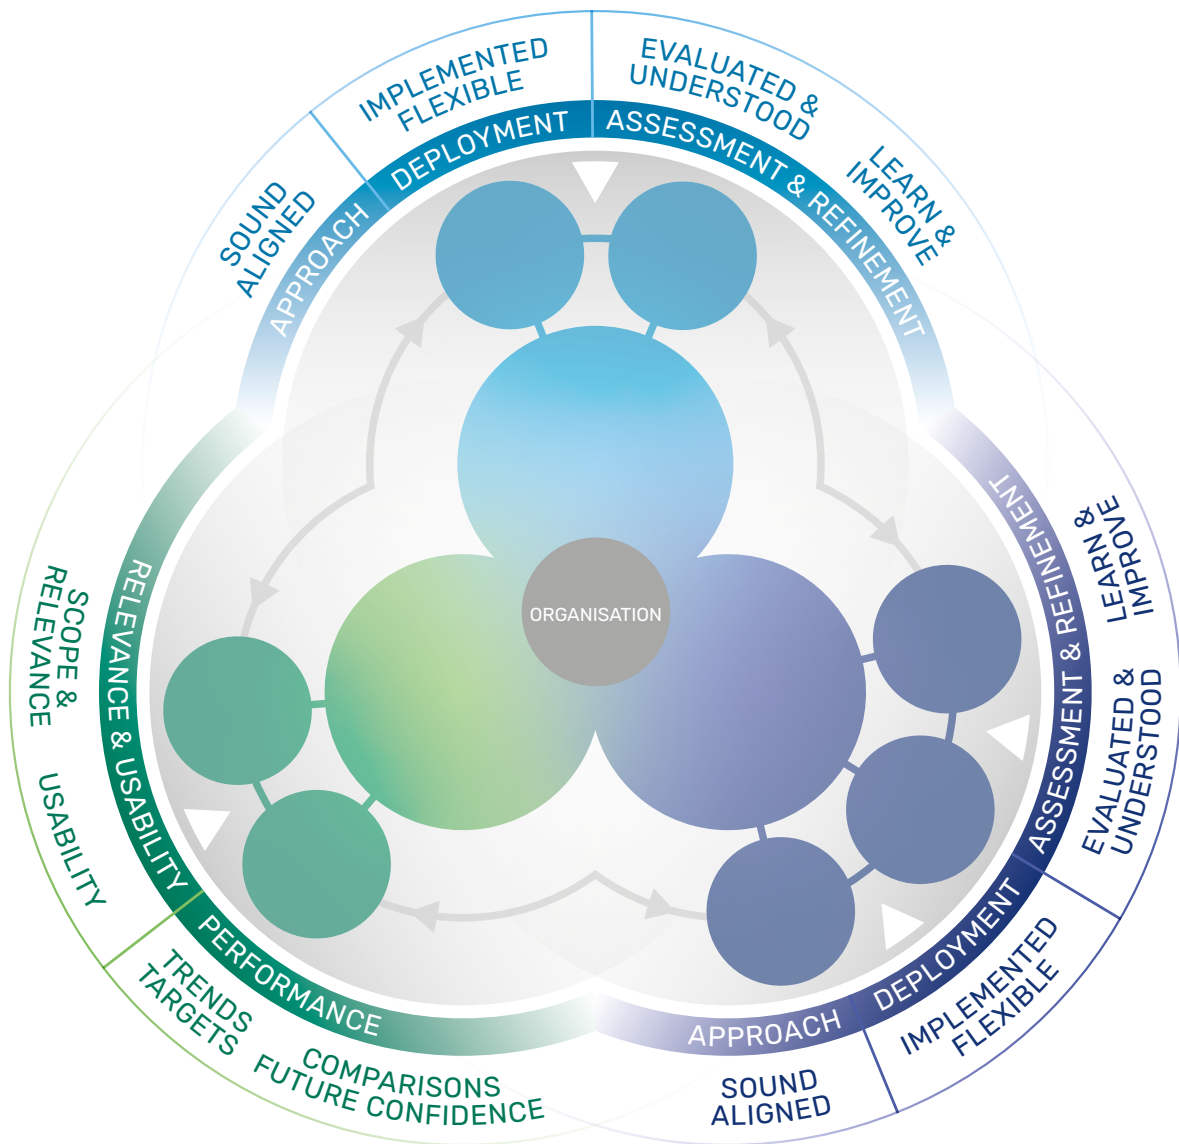 IMPLEMENTED
FLEXIBLE
DEPLOYMENT
EVALUATED &
UNDERSTOOD
ASSESSMENT & REFINEMENT
LEARN &
IMPROVE
SOUND
ALIGNED
APPROACH
ORGANISATION
SCOPE &
RELEVANCE
RELEVANCE & USABILITY
USABILITY
PERFORMANCE
TRENDS
TARGETS
COMPARISONS
FUTURE CONFIDENCE
LEARN &
IMPROVE
ASSESSMENT & REFINEMENT
EVALUATED &
UNDERSTOOD
DEPLOYMENT
IMPLEMENTED
FLEXIBLE
APPROACH
SOUND
ALIGNED